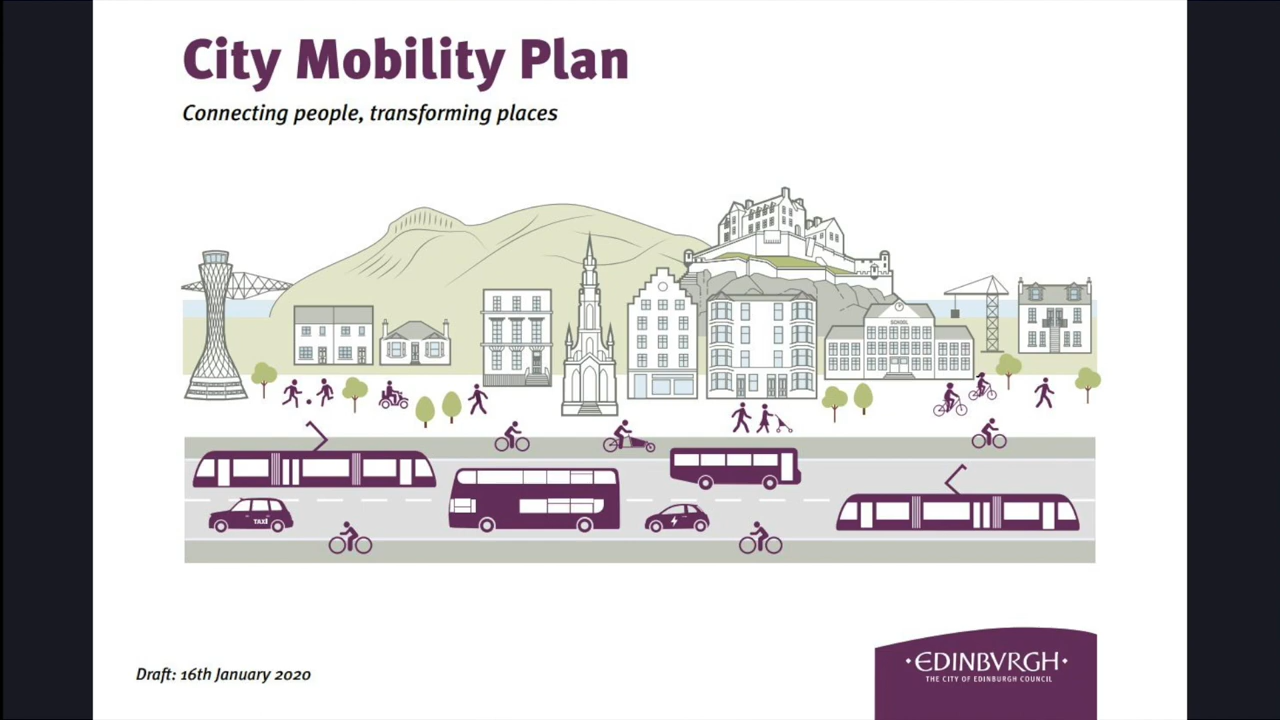 City Mobility Plan
Connecting people, transforming places
SCHOOL
TAXI
Draft: 16th January 2020
·EDINBVRGH·
THE CITY OF EDINBURGH COUNCIL